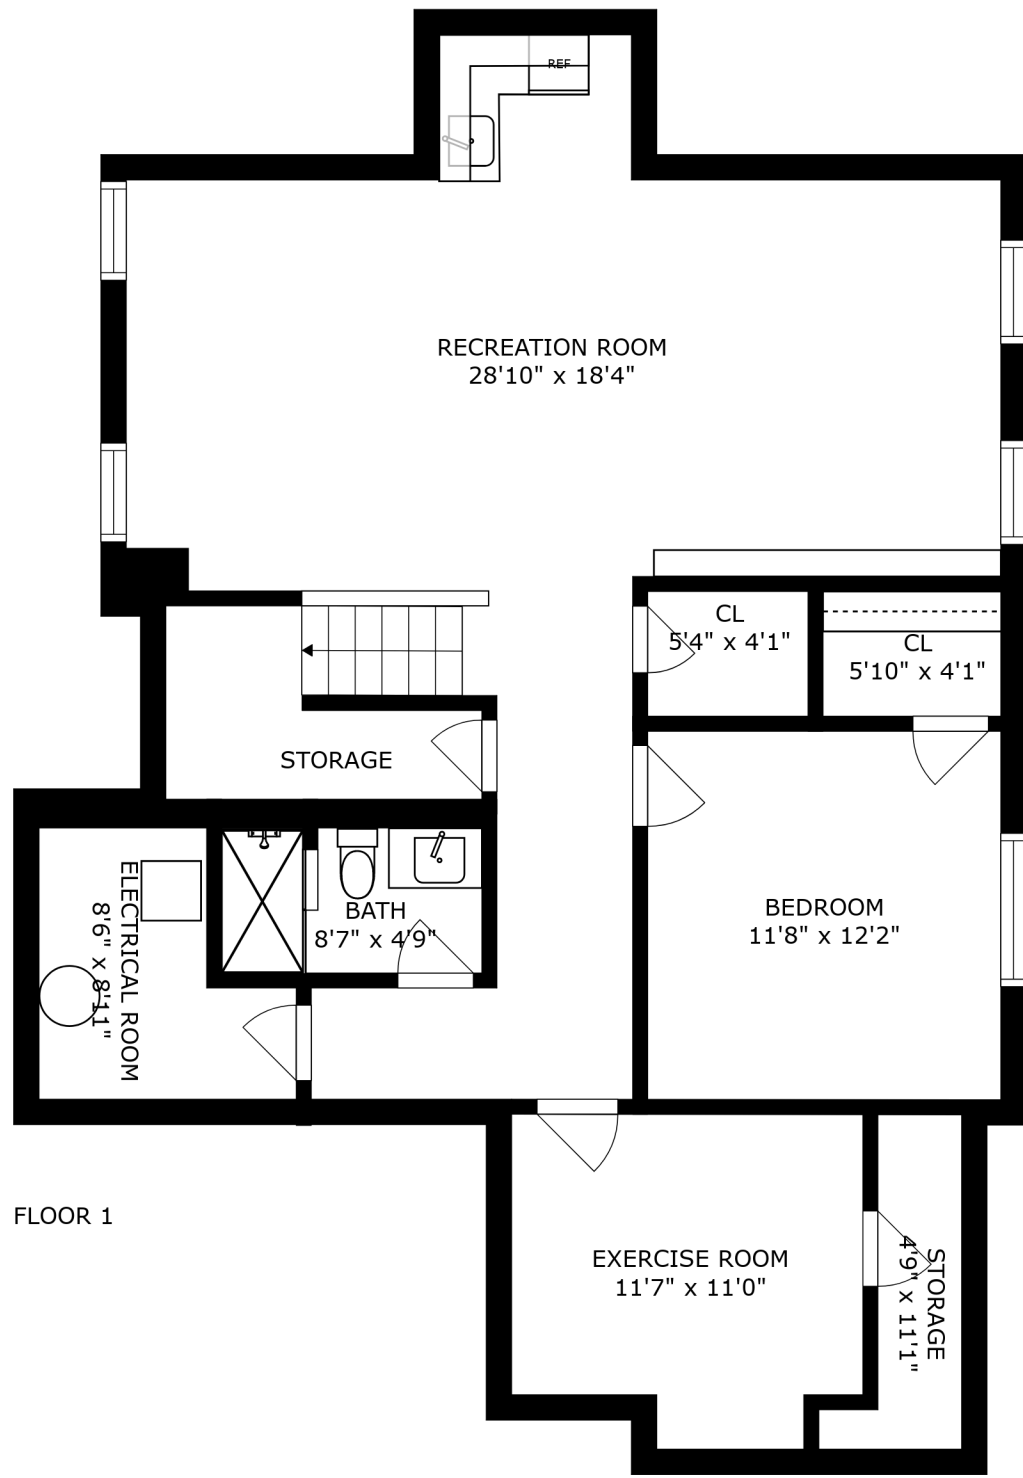 REF
RECREATION ROOM
28'10" x 18'4"
CL
5'4" x 4'1"
CL
5'10" x 4'1"
STORAGE
ELECTRICAL ROOM
8'6" x 8'11"
BATH
8'7" x 4'9"
BEDROOM
11'8" x 12'2"
FLOOR 1
EXERCISE ROOM
11'7" x 11'0"
STORAGE
4'9" x 11'1"